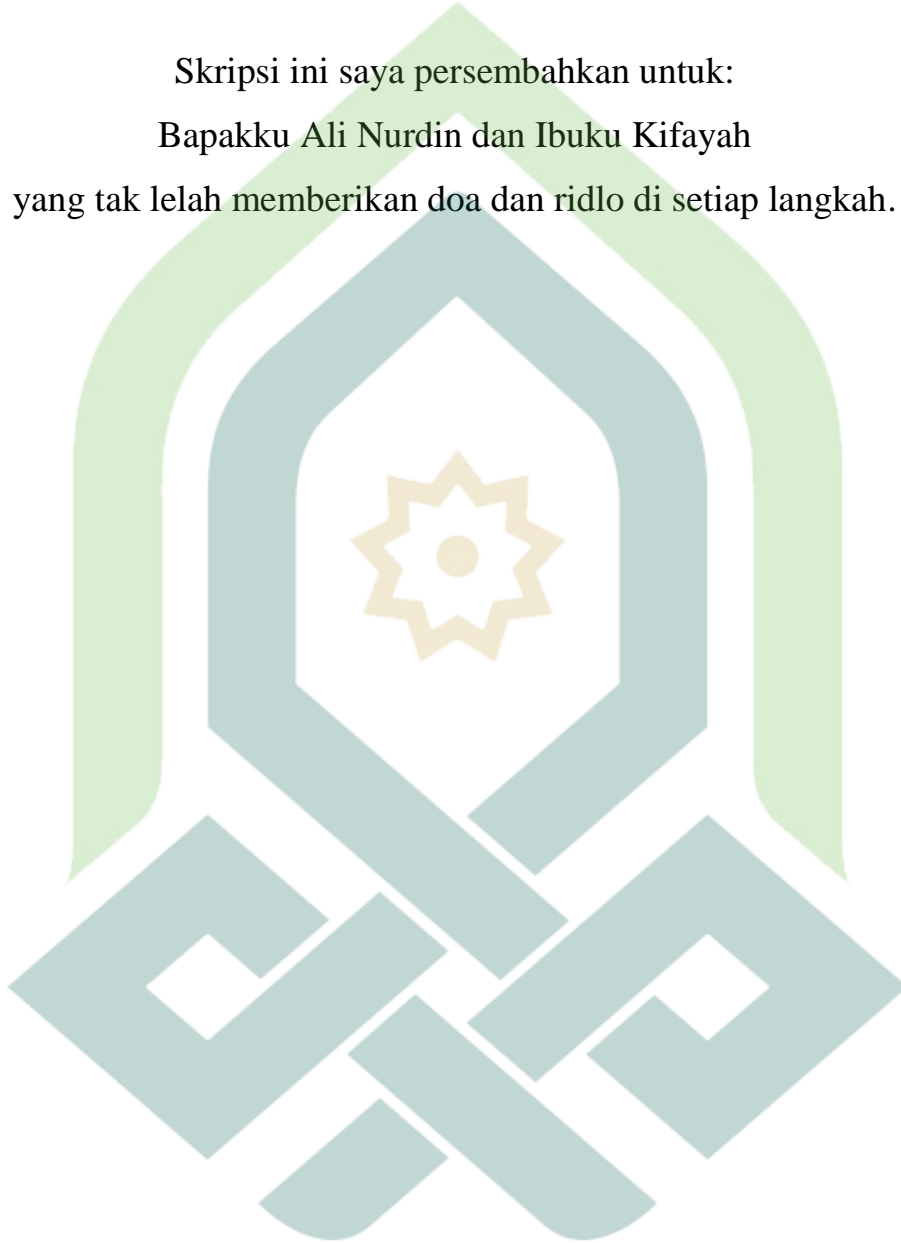 Skripsi ini saya persembahkan untuk:
Bapakku Ali Nurdin dan Ibuku Kifayah
yang tak lelah memberikan doa dan ridlo di setiap langkah.